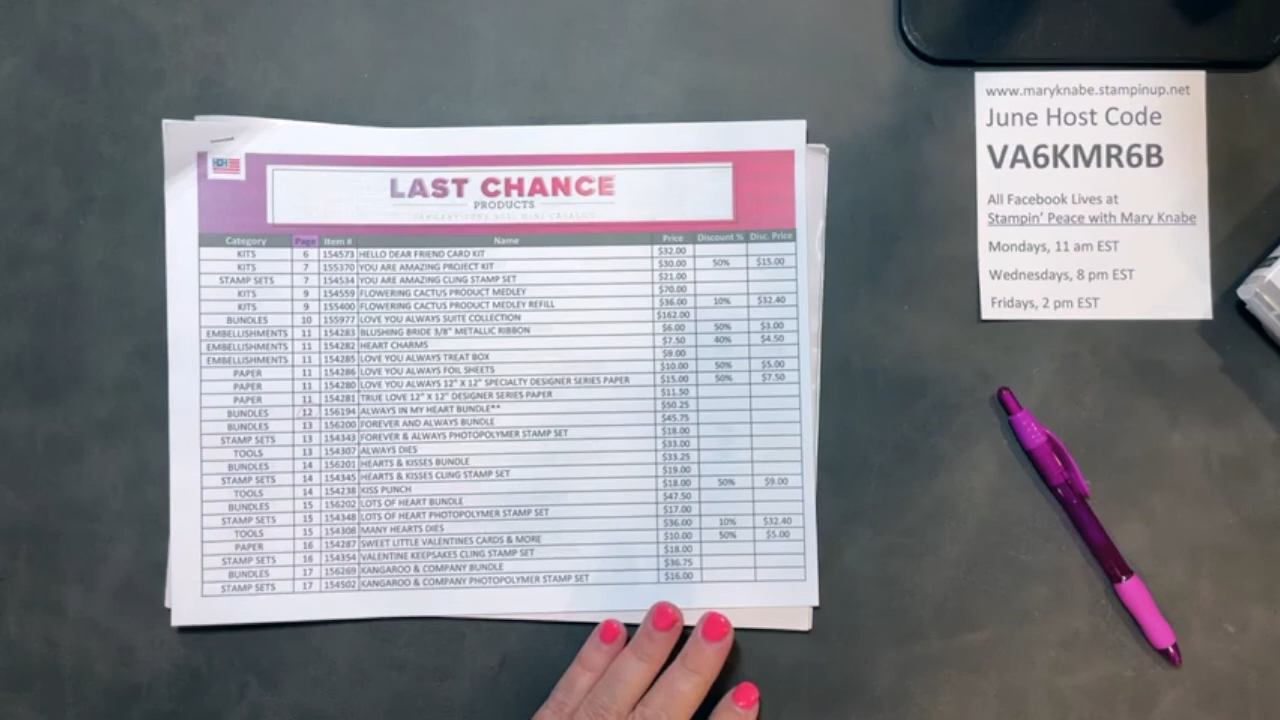 LAST CHANCE
PRODUCTS
Category Page Item # Name Price Discount % Disc. Price
KITS 6 154573 HELLO DEAR FRIEND CARD KIT $32.00
KITS 7 155370 YOU ARE AMAZING PROJECT KIT $30.00 50% $15.00
STAMP SETS 7 154534 YOU ARE AMAZING CLING STAMP SET $21.00
KITS 9 154559 FLOWERING CACTUS PRODUCT MEDLEY $70.00
KITS 9 155400 FLOWERING CACTUS PRODUCT MEDLEY REFILL $36.00 10% $32.40
BUNDLES 10 155977 LOVE YOU ALWAYS SUITE COLLECTION $162.00
EMBELLISHMENTS 11 154283 BLUSHING BRIDE 3/8" METALLIC RIBBON $6.00 50% $3.00
EMBELLISHMENTS 11 154282 HEART CHARMS $7.50 40% $4.50
EMBELLISHMENTS 11 154285 LOVE YOU ALWAYS TREAT BOX $9.00
PAPER 11 154286 LOVE YOU ALWAYS FOIL SHEETS $10.00 50% $5.00
PAPER 11 154280 LOVE YOU ALWAYS 12" X 12" SPECIALTY DESIGNER SERIES PAPER $15.00 50% $7.50
PAPER 11 154281 TRUE LOVE 12" X 12" DESIGNER SERIES PAPER $11.50
BUNDLES 12 156194 ALWAYS IN MY HEART BUNDLE** $50.25
BUNDLES 13 156200 FOREVER AND ALWAYS BUNDLE $45.75
STAMP SETS 13 154343 FOREVER & ALWAYS PHOTOPOLYMER STAMP SET $18.00
TOOLS 13 154307 ALWAYS DIES $33.00
BUNDLES 14 156201 HEARTS & KISSES BUNDLE $33.25
STAMP SETS 14 154345 HEARTS & KISSES CLING STAMP SET $19.00
TOOLS 14 154238 KISS PUNCH $18.00 50% $9.00
BUNDLES 15 156202 LOTS OF HEART BUNDLE $47.50
STAMP SETS 15 154348 LOTS OF HEART PHOTOPOLYMER STAMP SET $17.00
TOOLS 15 154308 MANY HEARTS DIES $36.00 10% $32.40
PAPER 16 154287 SWEET LITTLE VALENTINES CARDS & MORE $10.00 50% $5.00
STAMP SETS 16 154354 VALENTINE KEEPSAKES CLING STAMP SET $18.00
BUNDLES 17 156269 KANGAROO & COMPANY BUNDLE $36.75
STAMP SETS 17 154502 KANGAROO & COMPANY PHOTOPOLYMER STAMP SET $16.00
www.maryknabe.stampinup.net
June Host Code
VA6KMR6B
All Facebook Lives at
Stampin' Peace with Mary Knabe
Mondays, 11 am EST
Wednesdays, 8 pm EST
Fridays, 2 pm EST